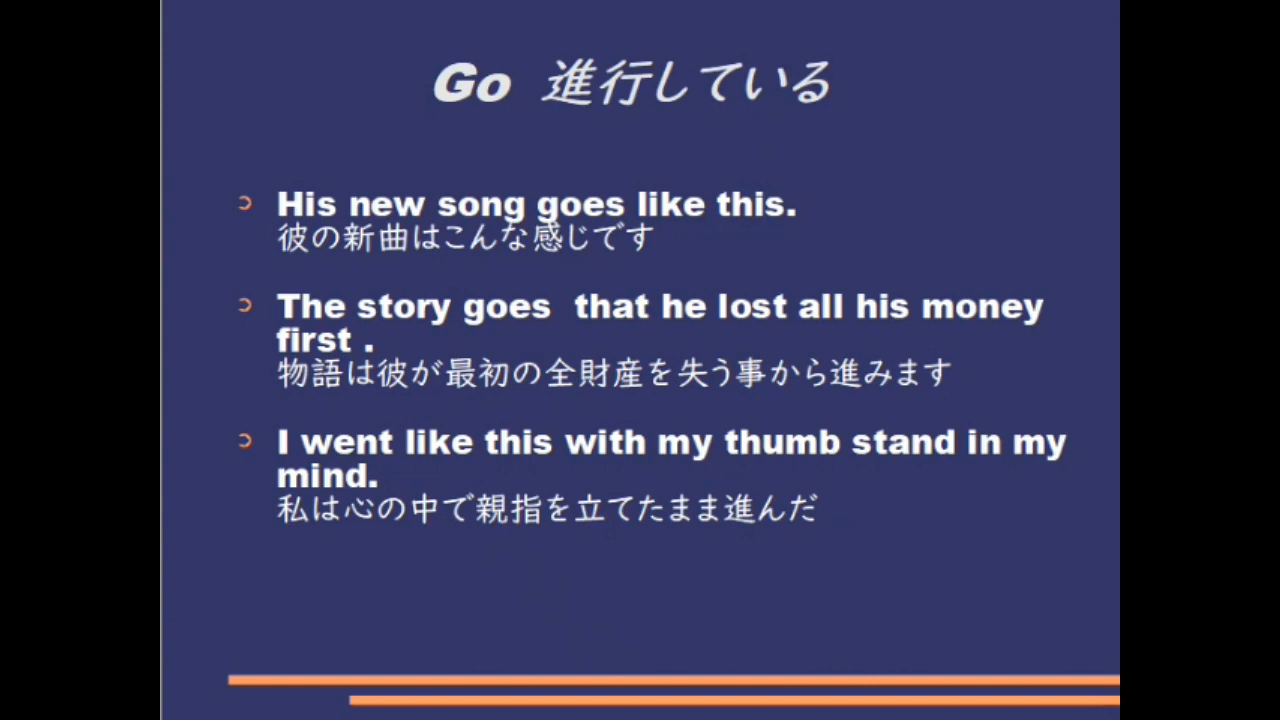 Go 進行している
His new song goes like this.
彼の新曲はこんな感じです
The story goes that he lost all his money
first .
物語は彼が最初の全財産を失う事から進みます
I went like this with my thumb stand in my
mind.
私は心の中で親指を立てたまま進んだ